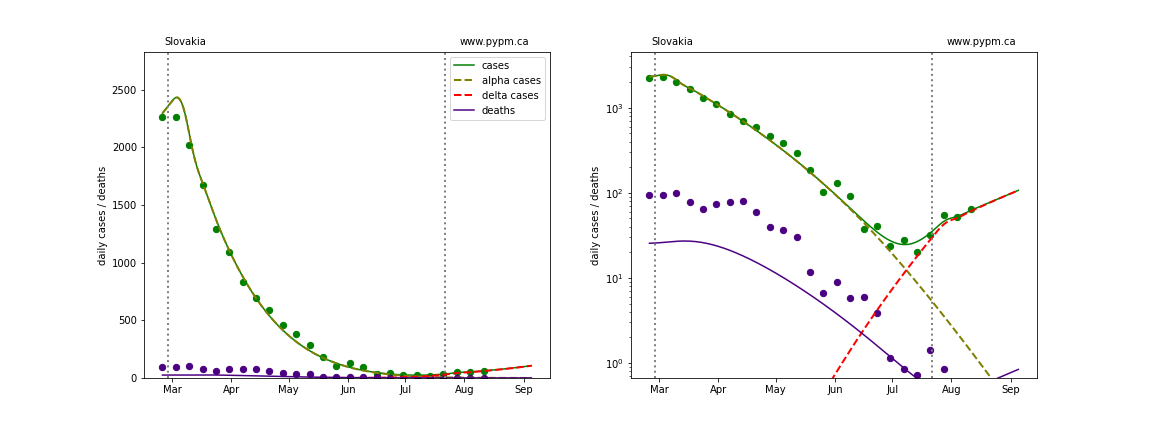 Slovakia www.pypm.ca
cases
alpha cases
delta cases
deaths
daily cases / deaths
2500
2000
1500
1000
500
0
Mar Apr May Jun Jul Aug Sep
Slovakia www.pypm.ca
daily cases / deaths
10³
10²
10¹
10⁰
Mar Apr May Jun Jul Aug Sep